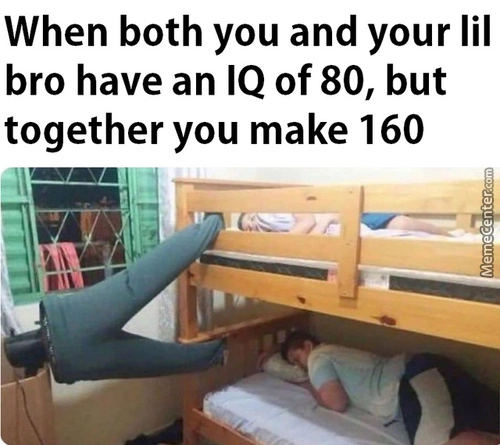 When both you and your lil
bro have an IQ of 80, but
together you make 160
MemeCenter.com